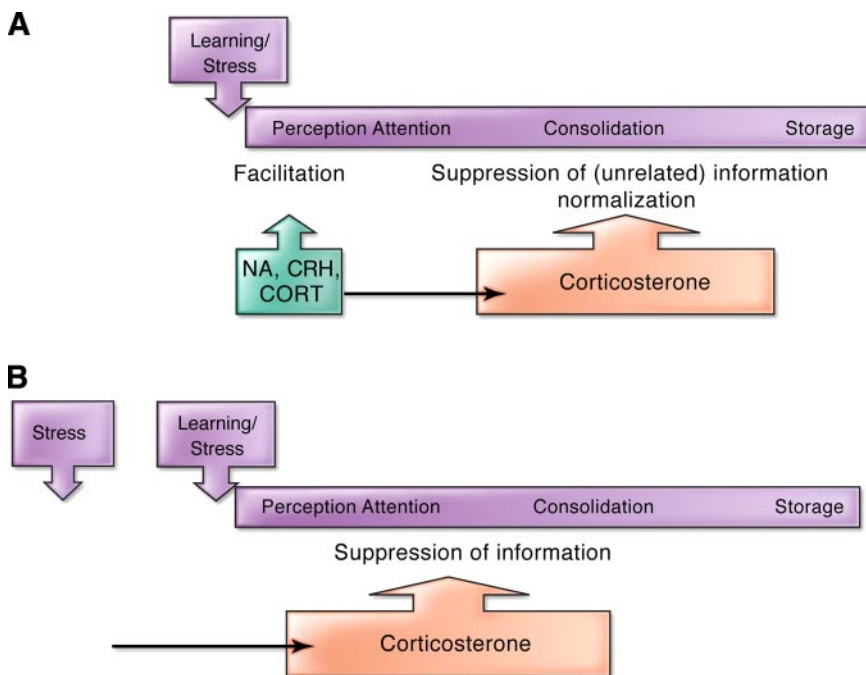 A
Learning/
Stress
Perception Attention Consolidation Storage
Facilitation
Suppression of (unrelated) information
normalization
NA, CRH,
CORT
Corticosterone
B
Stress
Learning/
Stress
Perception Attention Consolidation Storage
Suppression of information
Corticosterone